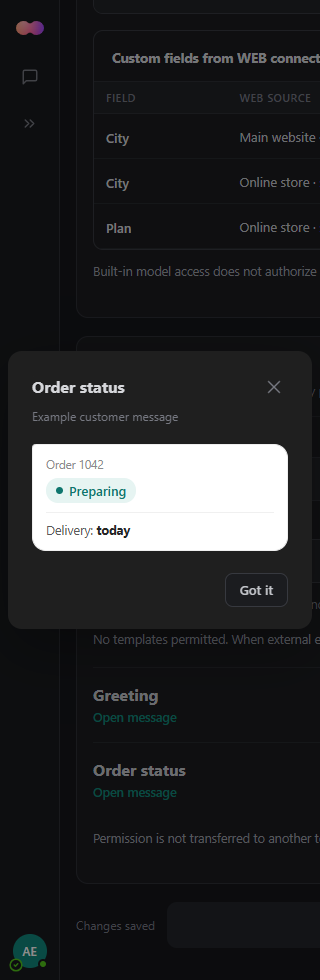 Custom fields from WEB connect
FIELD WEB SOURCE
City Main website
City Online store ·
Plan Online store ·
Built-in model access does not authorize
Order status
Example customer message
Order 1042
Preparing
Delivery: today
Got it
No templates permitted. When external e
Greeting
Open message
Order status
Open message
Permission is not transferred to another t
Changes saved
AE